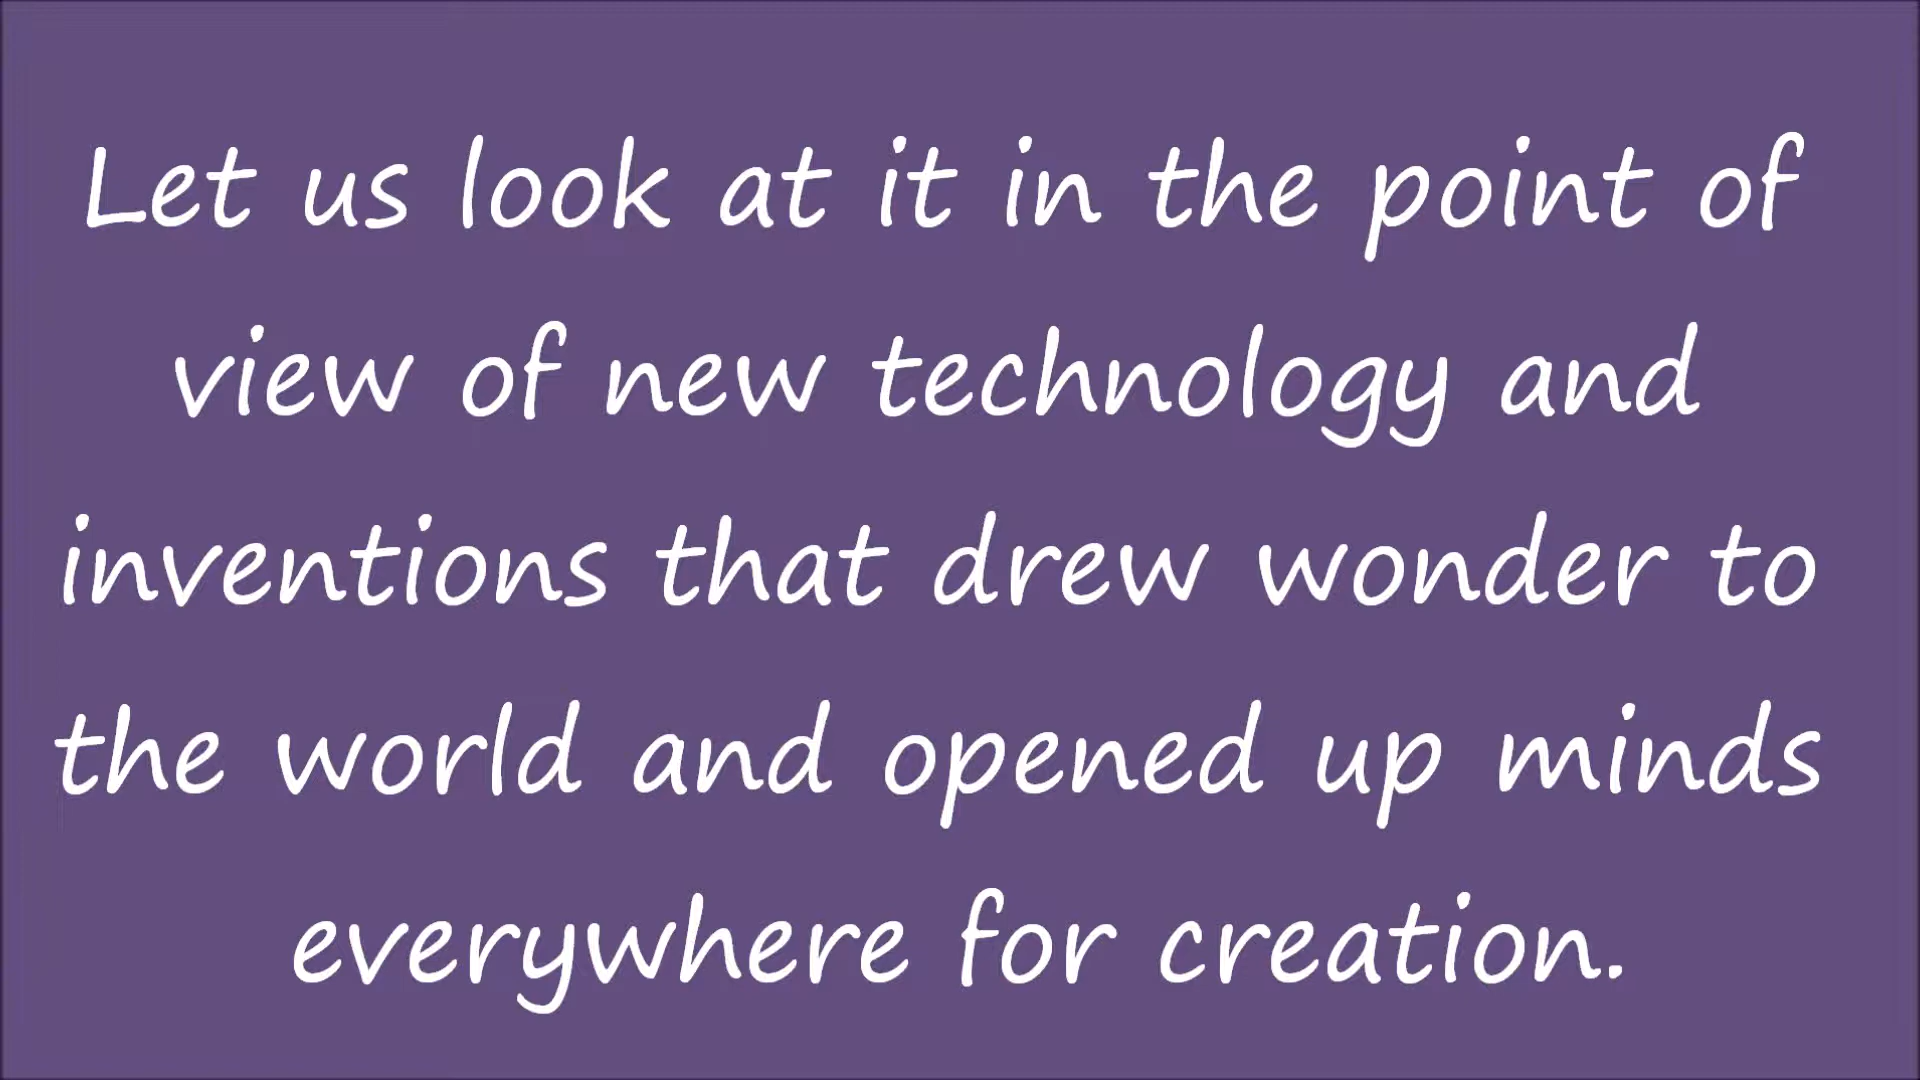 Let us look at it in the point of
view of new technology and
inventions that drew wonder to
the world and opened up minds
everywhere for creation.